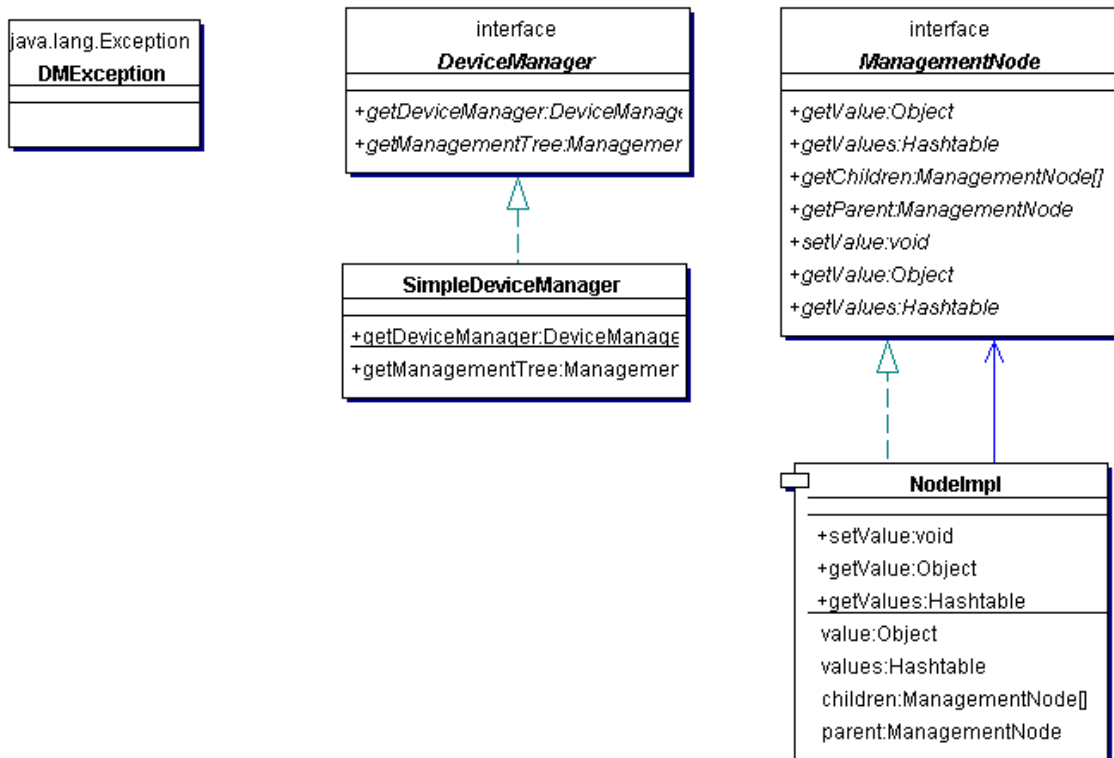 java.lang.Exception
DMException
interface
DeviceManager
+getDeviceManager:DeviceManage
+getManagementTree:Managemen
SimpleDeviceManager
+getDeviceManager:DeviceManage
+getManagementTree:Managemen
interface
ManagementNode
+getValue:Object
+getValues:Hashtable
+getChildren:ManagementNode[]
+getParent:ManagementNode
+setValue:void
+getValue:Object
+getValues:Hashtable
NodeImpl
+setValue:void
+getValue:Object
+getValues:Hashtable
value:Object
values:Hashtable
children:ManagementNode[]
parent:ManagementNode